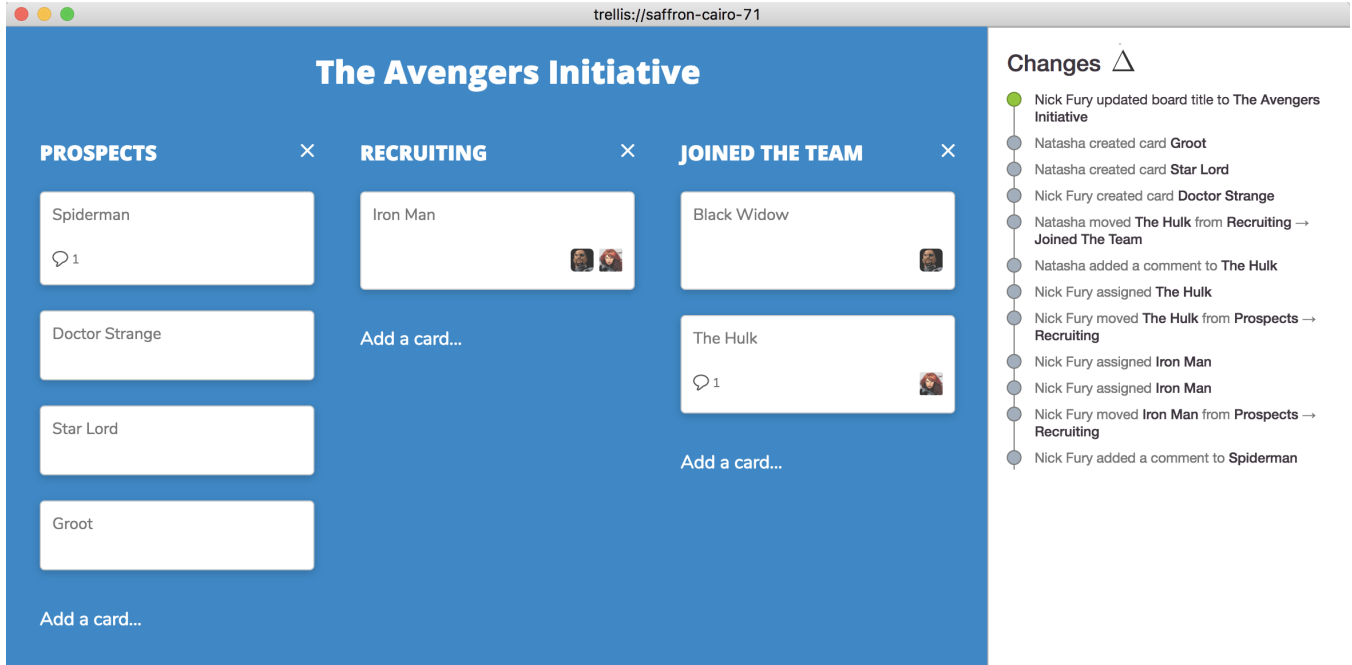 trellis://saffron-cairo-71
The Avengers Initiative
PROSPECTS
Spiderman
1
Doctor Strange
Star Lord
Groot
Add a card...
RECRUITING
Iron Man
Add a card...
JOINED THE TEAM
Black Widow
The Hulk
1
Add a card...
Changes Δ
Nick Fury updated board title to The Avengers
Initiative
Natasha created card Groot
Natasha created card Star Lord
Nick Fury created card Doctor Strange
Natasha moved The Hulk from Recruiting →
Joined The Team
Natasha added a comment to The Hulk
Nick Fury assigned The Hulk
Nick Fury moved The Hulk from Prospects →
Recruiting
Nick Fury assigned Iron Man
Nick Fury assigned Iron Man
Nick Fury moved Iron Man from Prospects →
Recruiting
Nick Fury added a comment to Spiderman